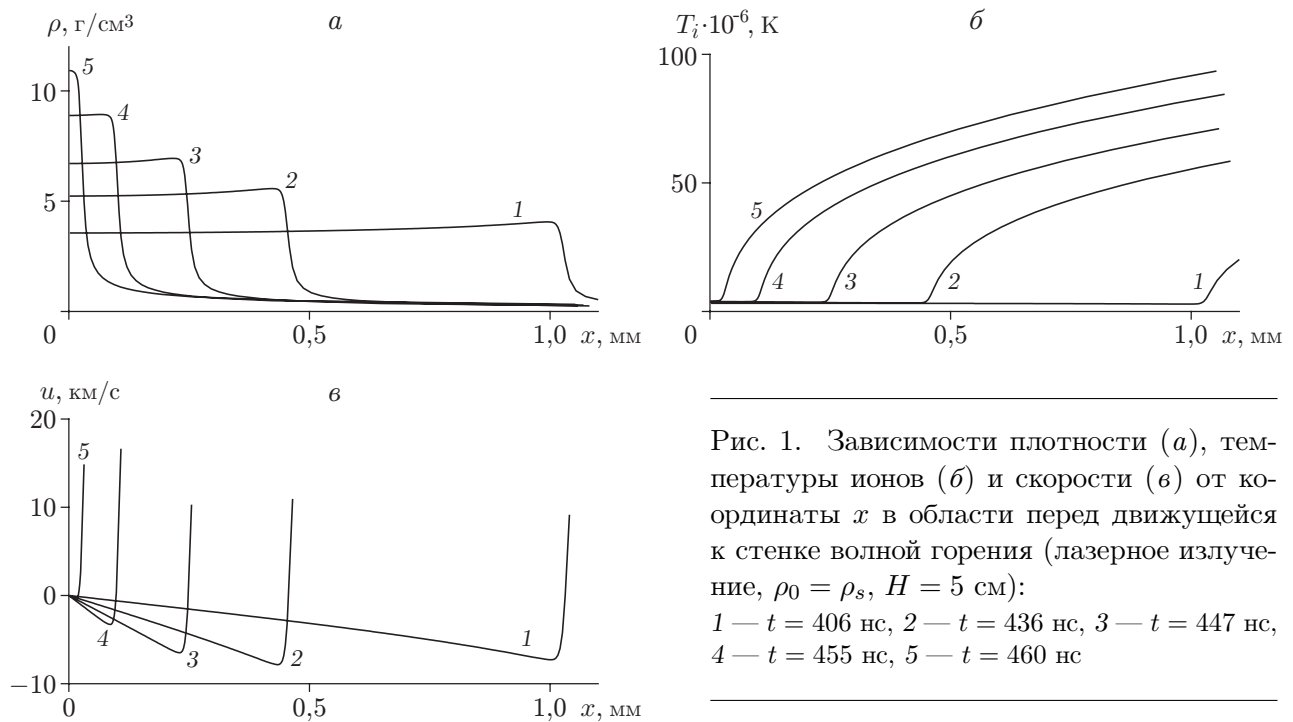 ρ, г/см³
а
10
5
5
4
3
2
1
0
0,5
1,0
x, мм
T_i·10⁻⁶, К
б
100
50
5
4
3
2
1
0
0,5
1,0
x, мм
u, км/с
в
20
10
0
−10
5
4
3
2
1
0
0,5
1,0
x, мм
Рис. 1. Зависимости плотности (а), тем-
пературы ионов (б) и скорости (в) от ко-
ординаты x в области перед движущейся
к стенке волной горения (лазерное излуче-
ние, ρ₀ = ρₛ, H = 5 см):
1 — t = 406 нс, 2 — t = 436 нс, 3 — t = 447 нс,
4 — t = 455 нс, 5 — t = 460 нс